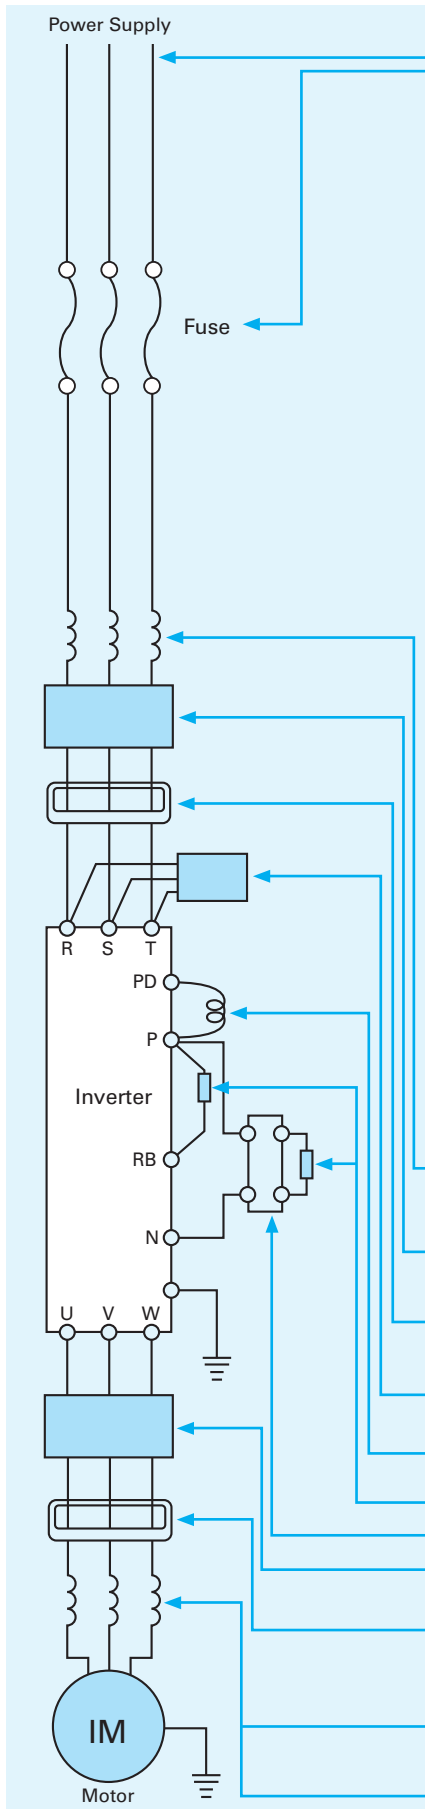 Power Supply
Fuse
R S T
PD
P
Inverter
RB
N
U V W
IM
Motor